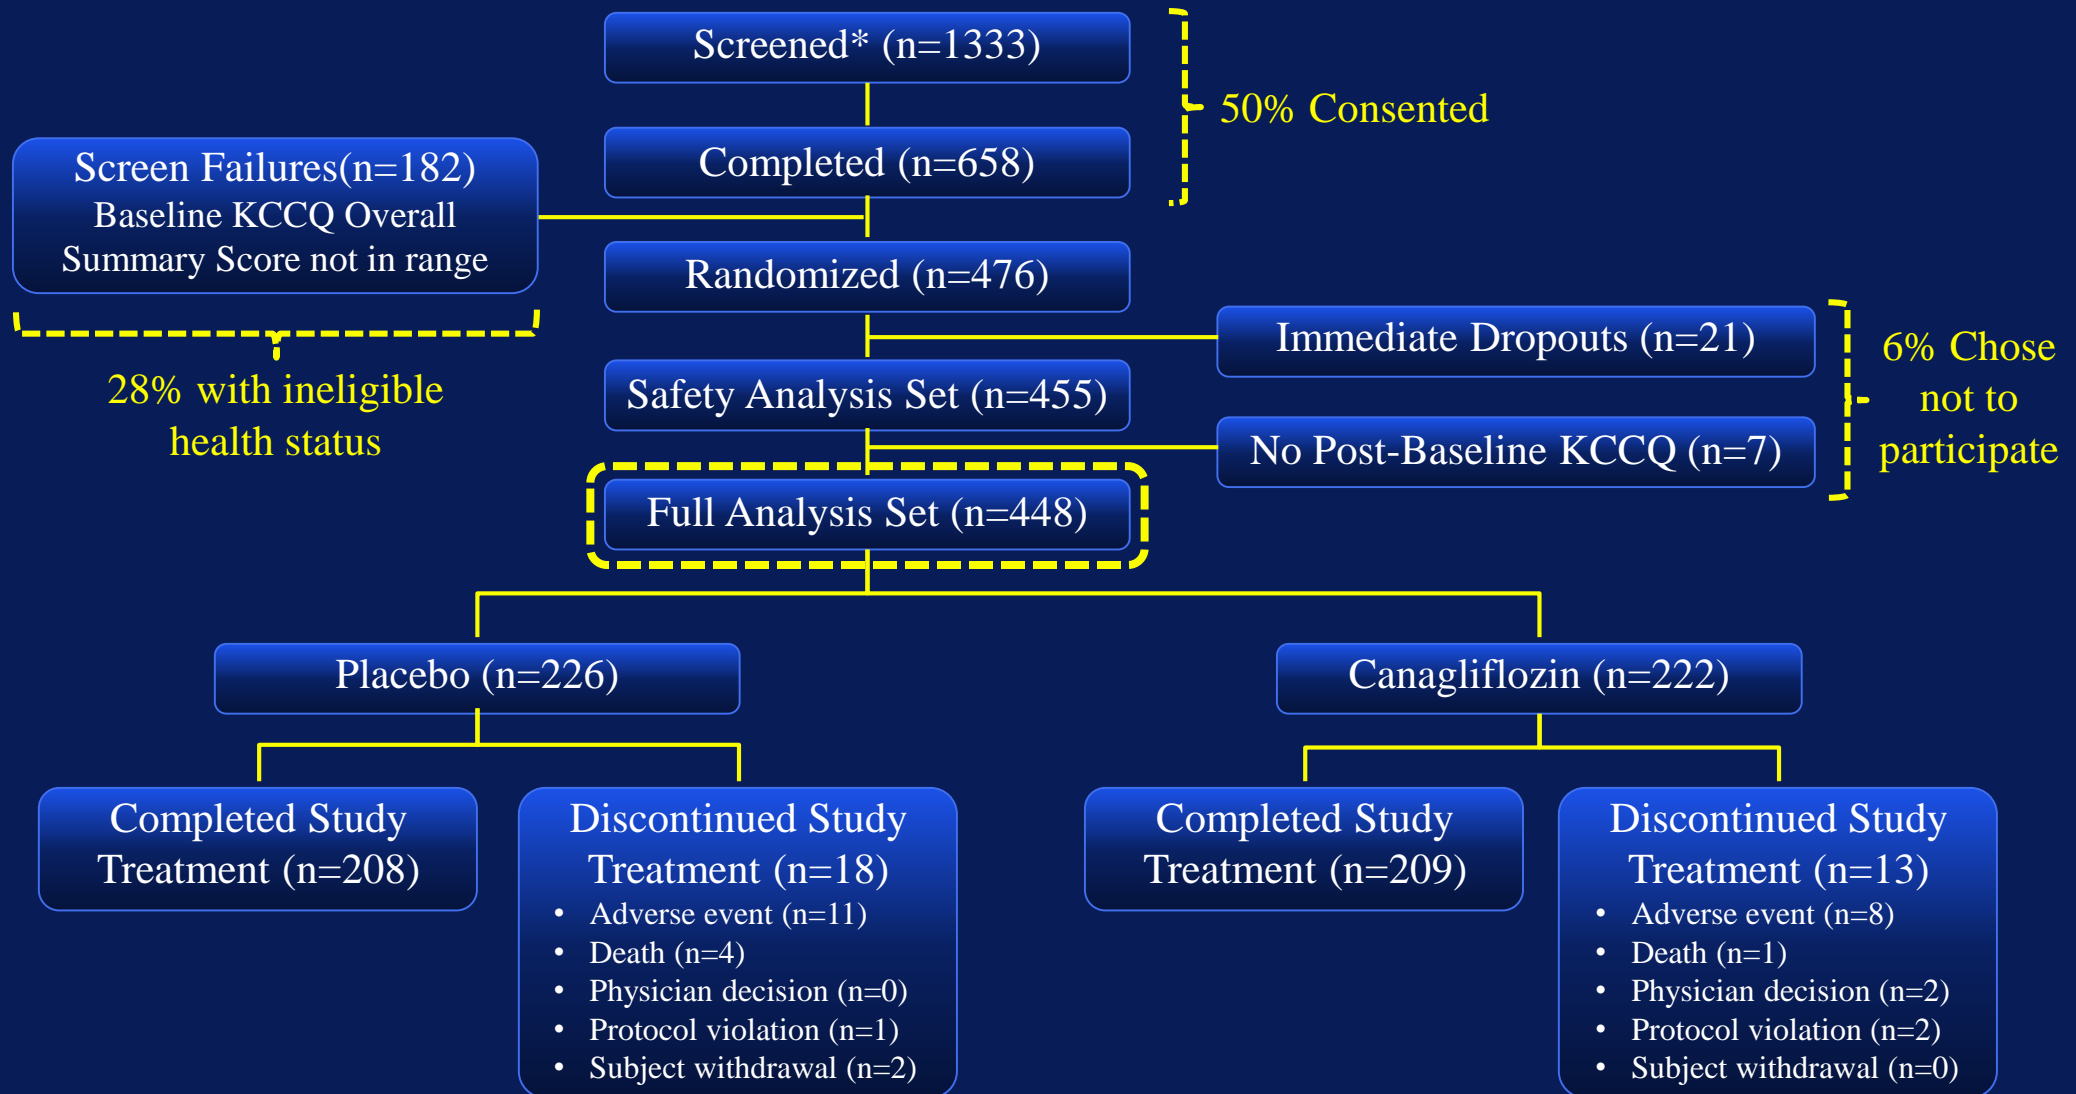 Screened* (n=1333)
50% Consented
Completed (n=658)
Screen Failures(n=182)
Baseline KCCQ Overall
Summary Score not in range
28% with ineligible
health status
Randomized (n=476)
Immediate Dropouts (n=21)
Safety Analysis Set (n=455)
No Post-Baseline KCCQ (n=7)
6% Chose
not to
participate
Full Analysis Set (n=448)
Placebo (n=226)
Canagliflozin (n=222)
Completed Study
Treatment (n=208)
Discontinued Study
Treatment (n=18)
• Adverse event (n=11)
• Death (n=4)
• Physician decision (n=0)
• Protocol violation (n=1)
• Subject withdrawal (n=2)
Completed Study
Treatment (n=209)
Discontinued Study
Treatment (n=13)
• Adverse event (n=8)
• Death (n=1)
• Physician decision (n=2)
• Protocol violation (n=2)
• Subject withdrawal (n=0)